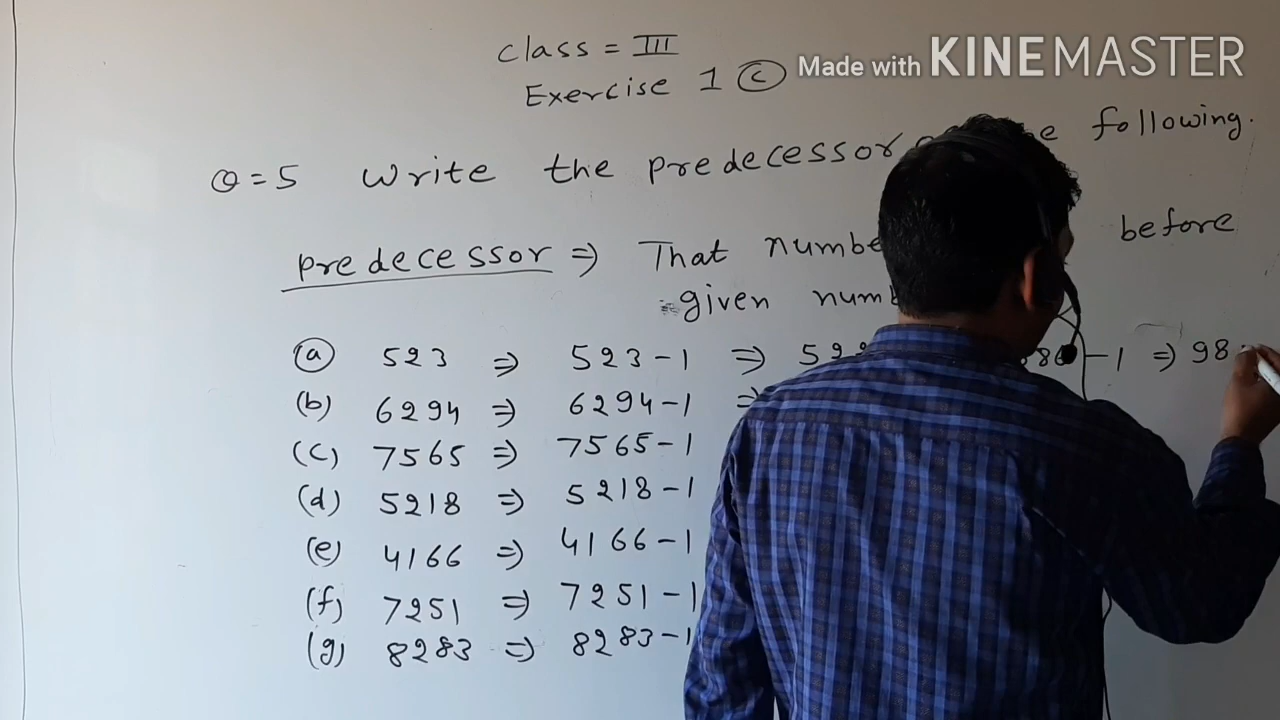 class = III
Made with KINEMASTER
Exercise 1 (c)
Q=5 Write the predecessor following.
predecessor ⇒ That before
given
(a) 523 ⇒ 523-1 ⇒ -1 ⇒ 98
(b) 6294 ⇒ 6294-1 ⇒
(c) 7565 ⇒ 7565-1
(d) 5218 ⇒ 5218-1
(e) 4166 ⇒ 4166-1
(f) 7251 ⇒ 7251-1
(g) 8283 ⇒ 8283-1